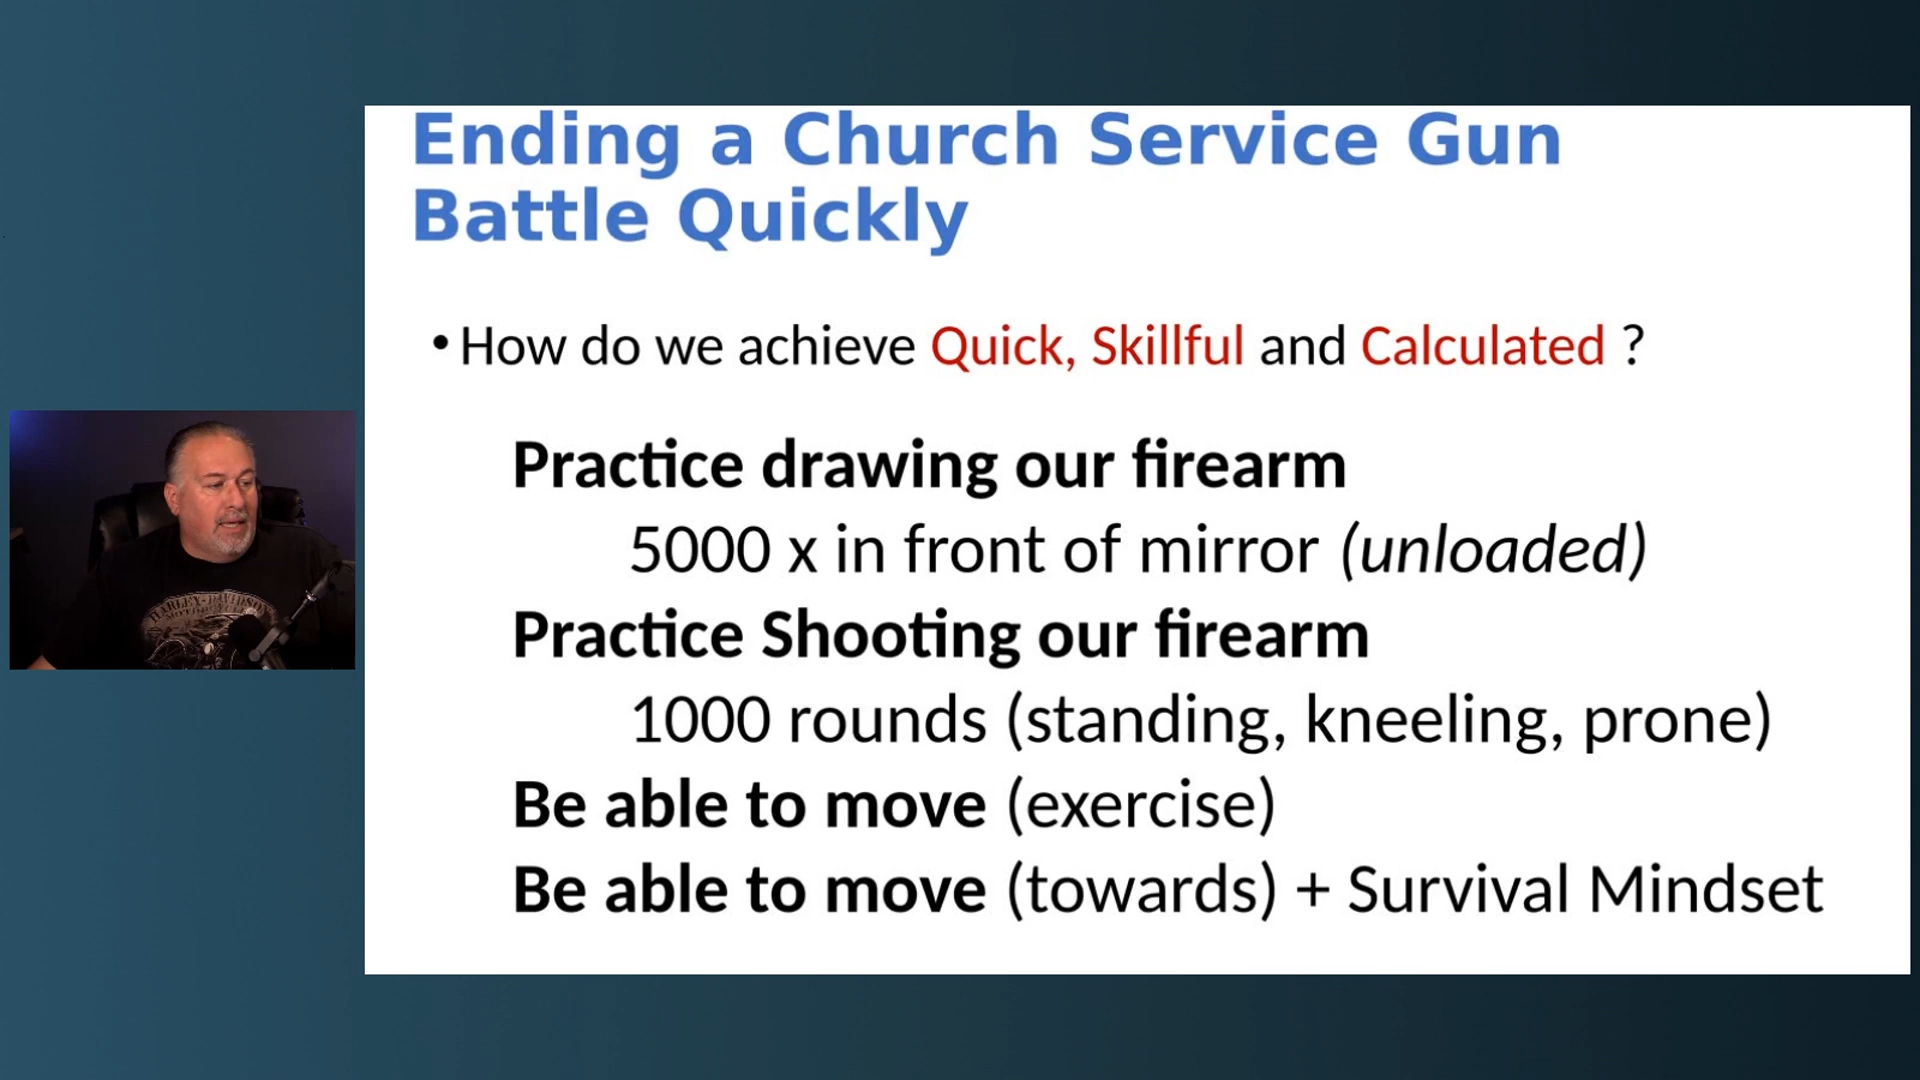 Ending a Church Service Gun
Battle Quickly
• How do we achieve Quick, Skillful and Calculated ?
Practice drawing our firearm
5000 x in front of mirror (unloaded)
Practice Shooting our firearm
1000 rounds (standing, kneeling, prone)
Be able to move (exercise)
Be able to move (towards) + Survival Mindset
HARLEY-DAVIDSON